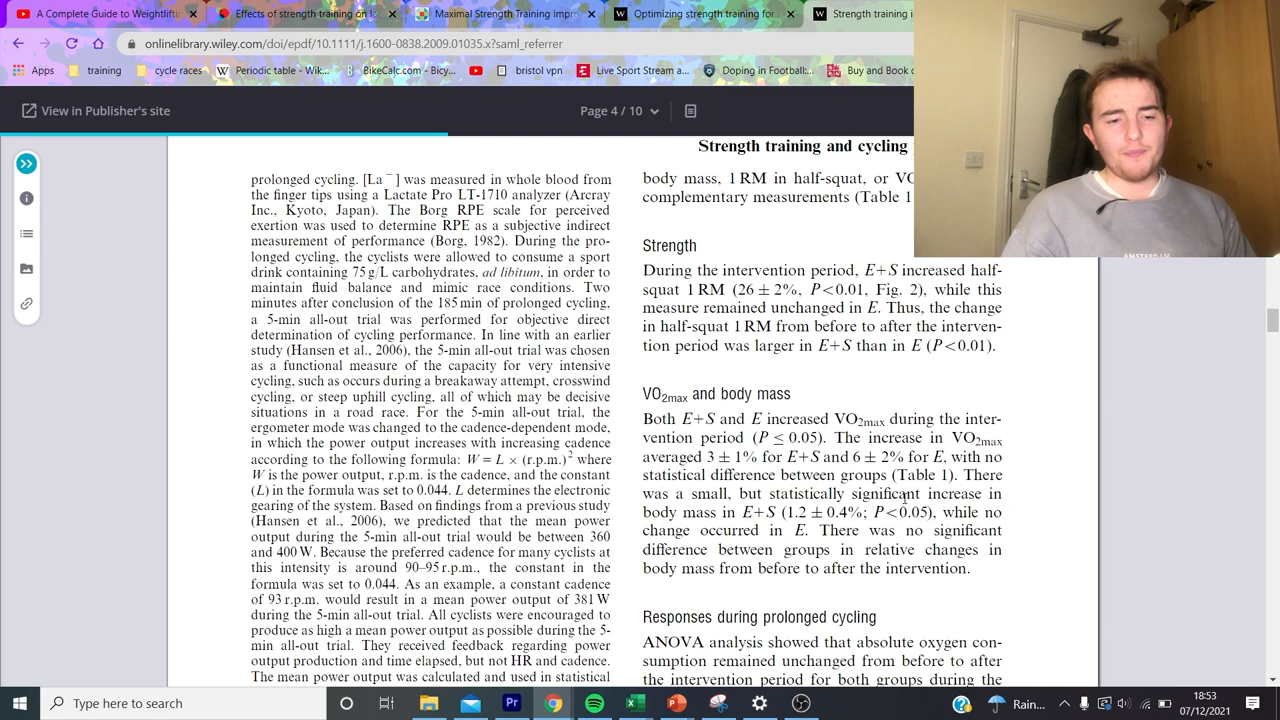 A Complete Guide to Weightliftin
Effects of strength training on le
Maximal Strength Training Impro
Optimizing strength training for
Strength training i
onlinelibrary.wiley.com/doi/epdf/10.1111/j.1600-0838.2009.01035.x?saml_referrer
Apps
training
cycle races
Periodic table - Wik...
BikeCalc.com - Bicy...
bristol vpn
Live Sport Stream a...
Doping in Football:...
Buy and Book
View in Publisher's site
Page 4 / 10
prolonged cycling. [La⁻] was measured in whole blood from
the finger tips using a Lactate Pro LT-1710 analyzer (Arcray
Inc., Kyoto, Japan). The Borg RPE scale for perceived
exertion was used to determine RPE as a subjective indirect
measurement of performance (Borg, 1982). During the pro-
longed cycling, the cyclists were allowed to consume a sport
drink containing 75 g/L carbohydrates, ad libitum, in order to
maintain fluid balance and mimic race conditions. Two
minutes after conclusion of the 185 min of prolonged cycling,
a 5-min all-out trial was performed for objective direct
determination of cycling performance. In line with an earlier
study (Hansen et al., 2006), the 5-min all-out trial was chosen
as a functional measure of the capacity for very intensive
cycling, such as occurs during a breakaway attempt, crosswind
cycling, or steep uphill cycling, all of which may be decisive
situations in a road race. For the 5-min all-out trial, the
ergometer mode was changed to the cadence-dependent mode,
in which the power output increases with increasing cadence
according to the following formula: W = L × (r.p.m.)² where
W is the power output, r.p.m. is the cadence, and the constant
(L) in the formula was set to 0.044. L determines the electronic
gearing of the system. Based on findings from a previous study
(Hansen et al., 2006), we predicted that the mean power
output during the 5-min all-out trial would be between 360
and 400 W. Because the preferred cadence for many cyclists at
this intensity is around 90–95 r.p.m., the constant in the
formula was set to 0.044. As an example, a constant cadence
of 93 r.p.m. would result in a mean power output of 381 W
during the 5-min all-out trial. All cyclists were encouraged to
produce as high a mean power output as possible during the 5-
min all-out trial. They received feedback regarding power
output production and time elapsed, but not HR and cadence.
The mean power output was calculated and used in statistical
Strength training and cycling
body mass, 1 RM in half-squat, or VO
complementary measurements (Table 1
Strength
During the intervention period, E+S increased half-
squat 1 RM (26 ± 2%, P<0.01, Fig. 2), while this
measure remained unchanged in E. Thus, the change
in half-squat 1 RM from before to after the interven-
tion period was larger in E+S than in E (P<0.01).
VO₂max and body mass
Both E+S and E increased VO₂max during the inter-
vention period (P ≤ 0.05). The increase in VO₂max
averaged 3 ± 1% for E+S and 6 ± 2% for E, with no
statistical difference between groups (Table 1). There
was a small, but statistically significant increase in
body mass in E+S (1.2 ± 0.4%; P<0.05), while no
change occurred in E. There was no significant
difference between groups in relative changes in
body mass from before to after the intervention.
Responses during prolonged cycling
ANOVA analysis showed that absolute oxygen con-
sumption remained unchanged from before to after
the intervention period for both groups during the
AMSTERDAM
Type here to search
Rain...
18:53
07/12/2021